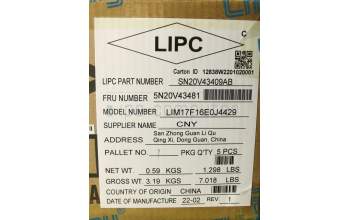 LIPC
C
Carton ID 12838W2201020001
LIPC PART NUMBER SN20V43409AB
FRU NUMBER 5N20V43481
MODEL NUMBER LIM17F16E0J4429
SUPPLIER NAME CNY
ADDRESS San Zhong Guan Li Qu
Qing Xi, Dong Guan, China
PALLET NO. PKG Q'TY 5 PCS
NET WT. 0.59 KGS 1.298 LBS
GROSS WT. 3.19 KGS 7.018 LBS
COUNTRY OF ORIGIN CHINA
DATE OF MANUFACTURE 22-02 REV. 1